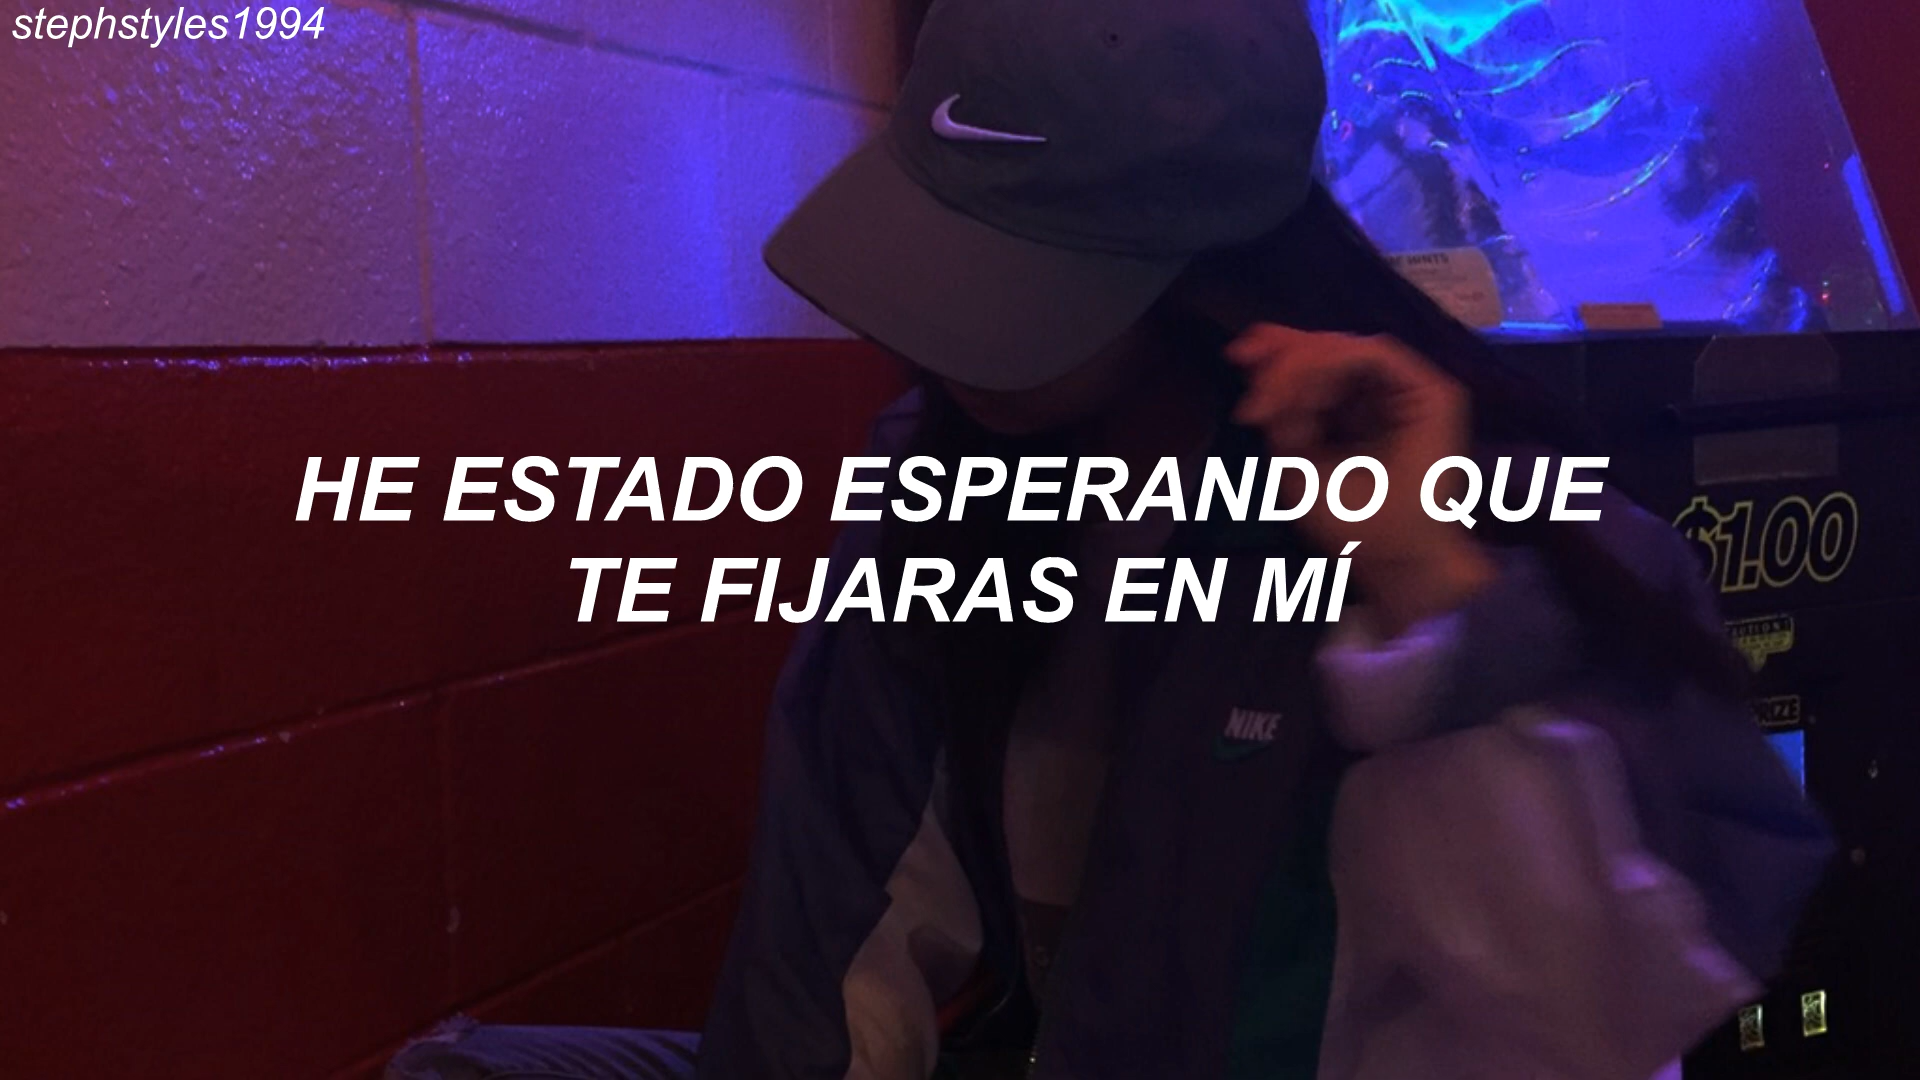 stephstyles1994
HE ESTADO ESPERANDO QUE
TE FIJARAS EN MÍ
$1.00
NIKE